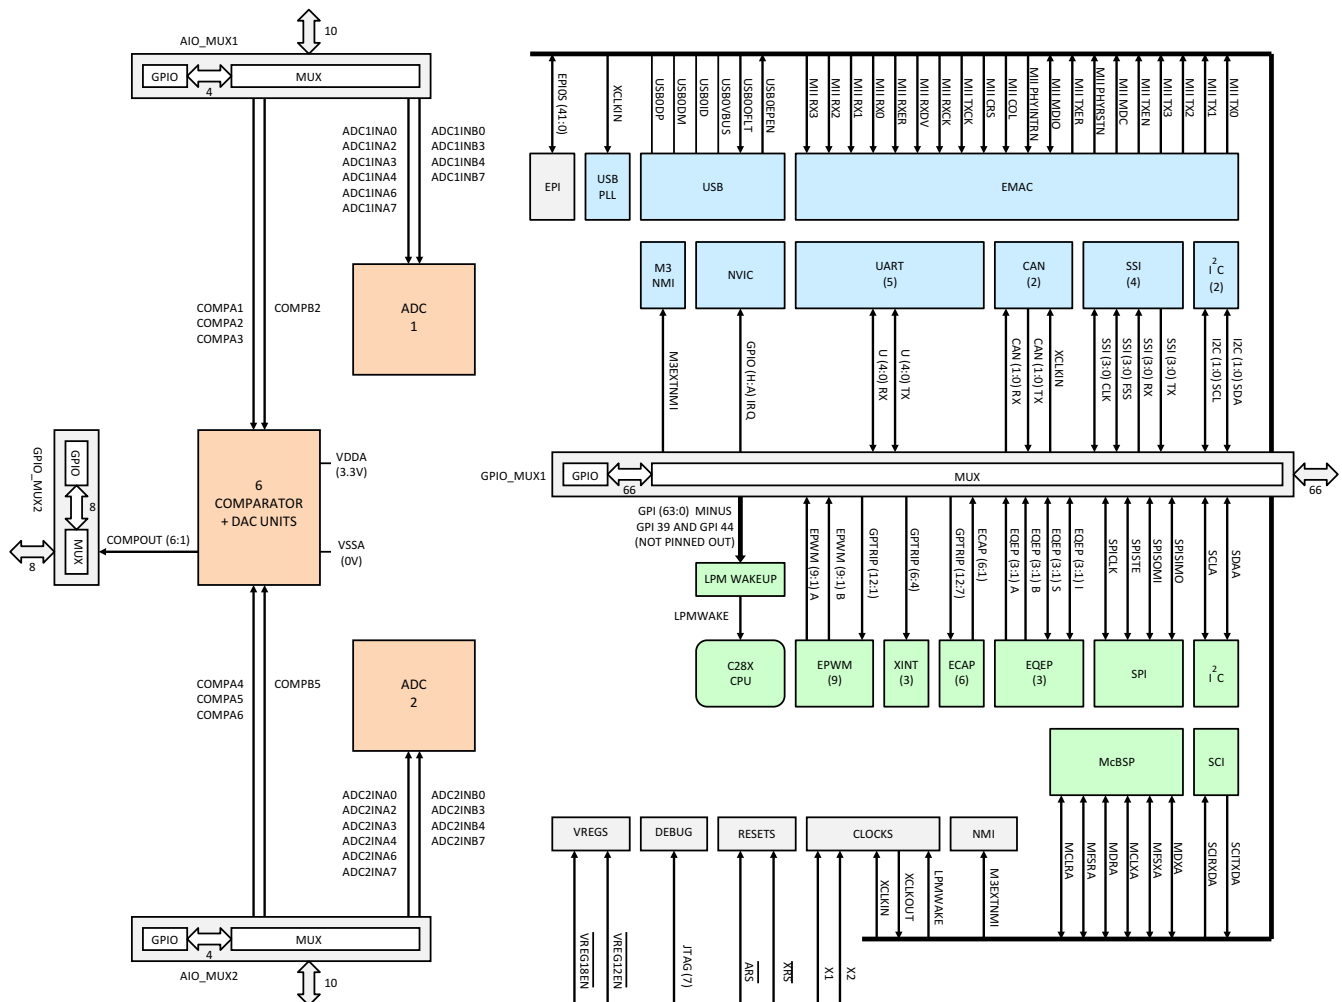 10
AIO_MUX1
GPIO
MUX
4
ADC1INA0
ADC1INA2
ADC1INA3
ADC1INA4
ADC1INA6
ADC1INA7
ADC1INB0
ADC1INB3
ADC1INB4
ADC1INB7
ADC
1
COMPA1
COMPA2
COMPA3
COMPB2
GPIO_MUX2
GPIO
8
MUX
8
COMPOUT (6:1)
6
COMPARATOR
+ DAC UNITS
VDDA
(3.3V)
VSSA
(0V)
COMPA4
COMPA5
COMPA6
COMPB5
ADC
2
ADC2INA0
ADC2INA2
ADC2INA3
ADC2INA4
ADC2INA6
ADC2INA7
ADC2INB0
ADC2INB3
ADC2INB4
ADC2INB7
GPIO
MUX
4
AIO_MUX2
10
EPI0S (41:0)
XCLKIN
USB0DP
USB0DM
USB0ID
USB0VBUS
USB0OFLT
USB0EPEN
MII RX3
MII RX2
MII RX1
MII RX0
MII RXER
MII RXDV
MII RXCK
MII TXCK
MII CRS
MII COL
MII PHYINTRN
MII MDIO
MII TXER
MII PHYRSTN
MII MDC
MII TXEN
MII TX3
MII TX2
MII TX1
MII TX0
EPI
USB
PLL
USB
EMAC
M3
NMI
NVIC
UART
(5)
CAN
(2)
SSI
(4)
I2C
(2)
M3EXTNMI
GPIO (H:A) IRQ
U (4:0) RX
U (4:0) TX
CAN (1:0) RX
CAN (1:0) TX
XCLKIN
SSI (3:0) CLK
SSI (3:0) FSS
SSI (3:0) RX
SSI (3:0) TX
I2C (1:0) SCL
I2C (1:0) SDA
GPIO_MUX1
GPIO
66
MUX
66
GPI (63:0) MINUS
GPI 39 AND GPI 44
(NOT PINNED OUT)
LPM WAKEUP
LPMWAKE
EPWM (9:1) A
EPWM (9:1) B
GPTRIP (12:1)
GPTRIP (6:4)
GPTRIP (12:7)
ECAP (6:1)
EQEP (3:1) A
EQEP (3:1) B
EQEP (3:1) S
EQEP (3:1) I
SPICLK
SPISTE
SPISOMI
SPISIMO
SCLA
SDAA
C28X
CPU
EPWM
(9)
XINT
(3)
ECAP
(6)
EQEP
(3)
SPI
I2C
McBSP
SCI
MCLRA
MFSRA
MDRA
MCLXA
MFSXA
MDXA
SCIRXDA
SCITXDA
VREGS
DEBUG
RESETS
CLOCKS
NMI
VREG18EN
VREG12EN
JTAG (7)
ARS
XRS
X1
X2
XCLKIN
XCLKOUT
LPMWAKE
M3EXTNMI